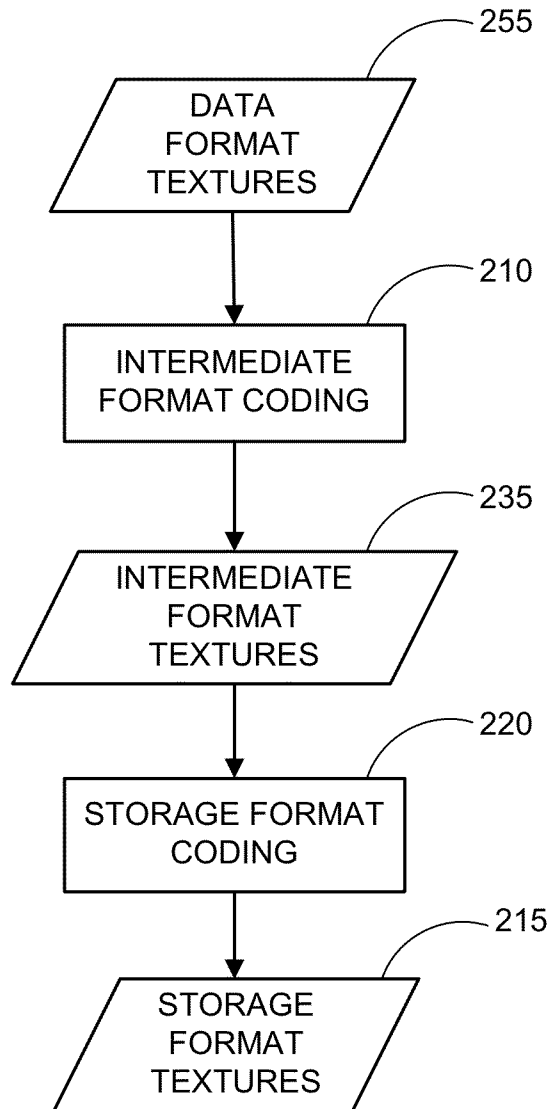 255
DATA
FORMAT
TEXTURES
210
INTERMEDIATE
FORMAT CODING
235
INTERMEDIATE
FORMAT
TEXTURES
220
STORAGE FORMAT
CODING
215
STORAGE
FORMAT
TEXTURES